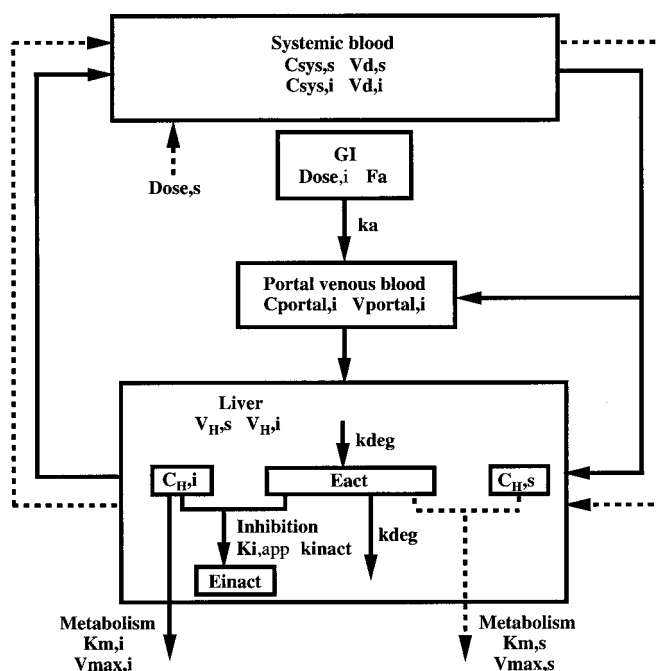 Systemic blood
Csys,s Vd,s
Csys,i Vd,i
Dose,s
GI
Dose,i Fa
ka
Portal venous blood
Cportal,i Vportal,i
Liver
VH,s VH,i
kdeg
CH,i
Eact
CH,s
Inhibition
Ki,app kinact
kdeg
Einact
Metabolism
Km,i
Vmax,i
Metabolism
Km,s
Vmax,s